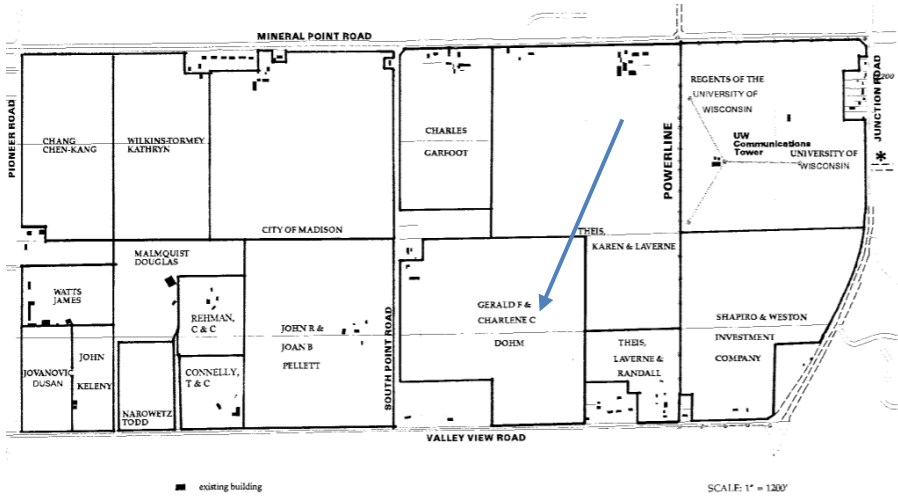 MINERAL POINT ROAD
PIONEER ROAD
CHANG
CHEN-KANG
WILKINS-TORMEY
KATHRYN
CITY OF MADISON
CHARLES
GARFOOT
POWERLINE
REGENTS OF THE
UNIVERSITY OF
WISCONSIN
UW
Communications
Tower
UNIVERSITY OF
WISCONSIN
JUNCTION ROAD
*
THEIS,
KAREN & LAVERNE
MALMQUIST
DOUGLAS
WATTS
JAMES
REHMAN,
C & C
JOHN R &
JOAN B
PELLETT
SOUTH POINT ROAD
GERALD F &
CHARLENE C
DOHM
THEIS,
LAVERNE &
RANDALL
SHAPIRO & WESTON
INVESTMENT
COMPANY
JOVANOVIC
DUSAN
JOHN
KELENY
CONNELLY,
T & C
NAROWETZ
TODD
VALLEY VIEW ROAD
existing building
SCALE: 1" = 1200'